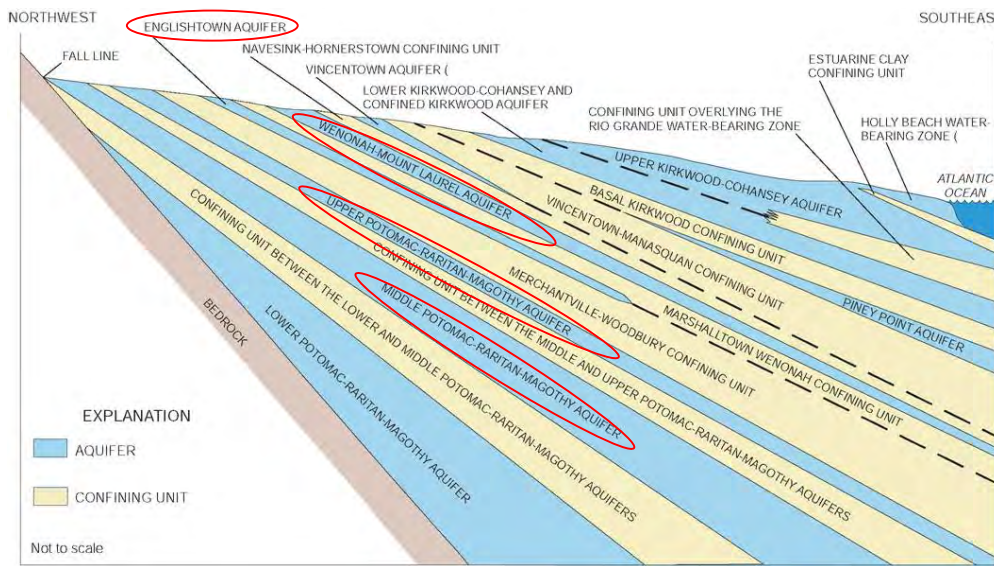 NORTHWEST
SOUTHEAST
ENGLISHTOWN AQUIFER
NAVESINK-HORNERSTOWN CONFINING UNIT
FALL LINE
VINCENTOWN AQUIFER (
LOWER KIRKWOOD-COHANSEY AND
CONFINED KIRKWOOD AQUIFER
ESTUARINE CLAY
CONFINING UNIT
CONFINING UNIT OVERLYING THE
RIO GRANDE WATER-BEARING ZONE
HOLLY BEACH WATER-
BEARING ZONE (
ATLANTIC
OCEAN
UPPER KIRKWOOD-COHANSEY AQUIFER
BASAL KIRKWOOD CONFINING UNIT
PINEY POINT AQUIFER
VINCENTOWN-MANASQUAN CONFINING UNIT
WENONAH-MOUNT LAUREL AQUIFER
MARSHALLTOWN WENONAH CONFINING UNIT
MERCHANTVILLE-WOODBURY CONFINING UNIT
UPPER POTOMAC-RARITAN-MAGOTHY AQUIFER
CONFINING UNIT BETWEEN THE MIDDLE AND UPPER POTOMAC-RARITAN-MAGOTHY AQUIFERS
MIDDLE POTOMAC-RARITAN-MAGOTHY AQUIFER
CONFINING UNIT BETWEEN THE LOWER AND MIDDLE POTOMAC-RARITAN-MAGOTHY AQUIFERS
LOWER POTOMAC-RARITAN-MAGOTHY AQUIFER
BEDROCK
EXPLANATION
AQUIFER
CONFINING UNIT
Not to scale